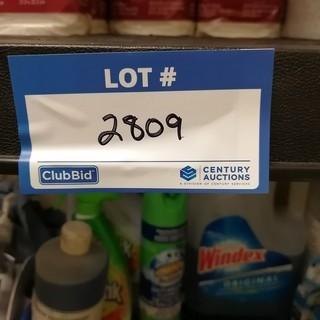 LOT #
2809
ClubBid
CENTURY
AUCTIONS
A DIVISION OF CENTURY SERVICES
Windex
ORIGINAL